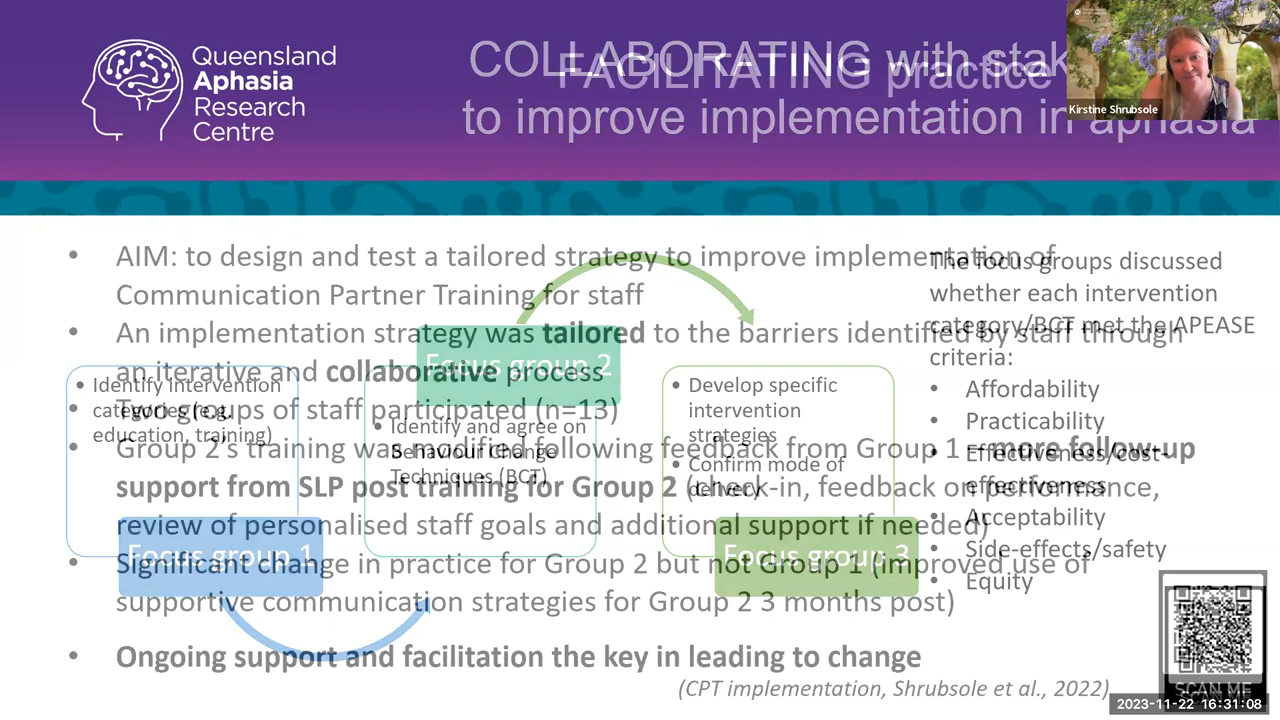 Queensland
Aphasia
Research
Centre
COLLABORATING with stak
to improve implementation in aphasia
FACILITATING practice
Kirstine Shrubsole
• AIM: to design and test a tailored strategy to improve implementation of
Communication Partner Training for staff
• An implementation strategy was tailored to the barriers identified by staff through
an iterative and collaborative process
• Two groups of staff participated (n=13)
• Group 2's training was modified following feedback from Group 1 – more follow-up
support from SLP post training for Group 2 (check-in, feedback on performance,
review of personalised staff goals and additional support if needed)
• Significant change in practice for Group 2 but not Group 1 (improved use of
supportive communication strategies for Group 2 3 months post)
• Ongoing support and facilitation the key in leading to change
(CPT implementation, Shrubsole et al., 2022)
• Identify intervention
categories (e.g.
education, training)
Focus group 1
Focus group 2
• Identify and agree on
Behaviour Change
Techniques (BCT)
• Develop specific
intervention
strategies
• Confirm mode of
delivery
Focus group 3
The focus groups discussed
whether each intervention
category/BCT met the APEASE
criteria:
• Affordability
• Practicability
• Effectiveness/cost-
effectiveness
• Acceptability
• Side-effects/safety
• Equity
SCAN ME
2023-11-22 16:31:08